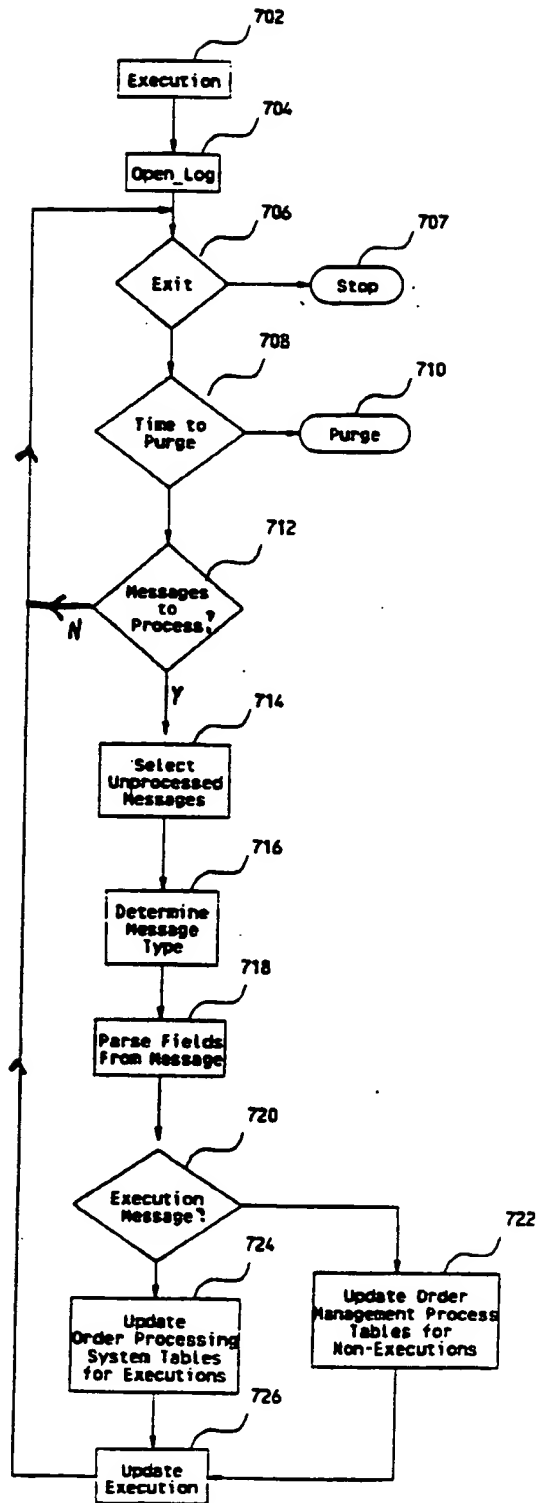 702
Execution
704
Open_Log
706
707
Exit
Stop
708
710
Time to
Purge
Purge
712
Messages
to
Process?
N
Y
714
Select
Unprocessed
Messages
716
Determine
Message
Type
718
Parse Fields
From Message
720
Execution
Message?
722
724
Update Order
Management Process
Tables for
Non-Executions
Update
Order Processing
System Tables
for Executions
726
Update
Execution